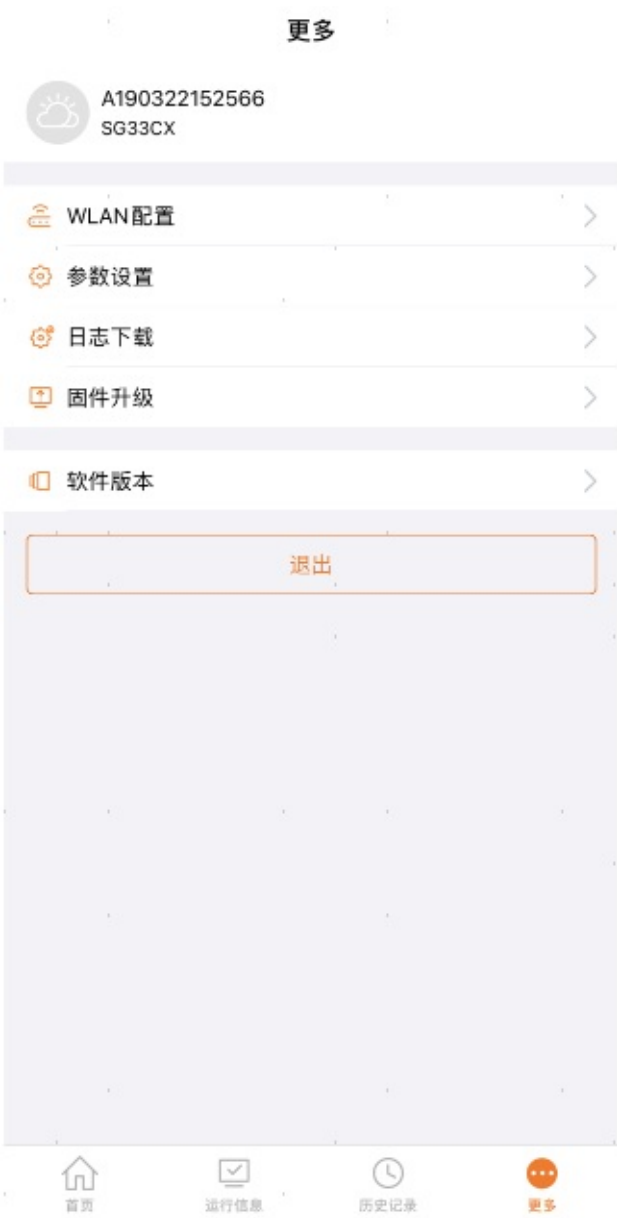 更多
A190322152566
SG33CX
WLAN配置
参数设置
日志下载
固件升级
软件版本
退出
首页
运行信息
历史记录
更多